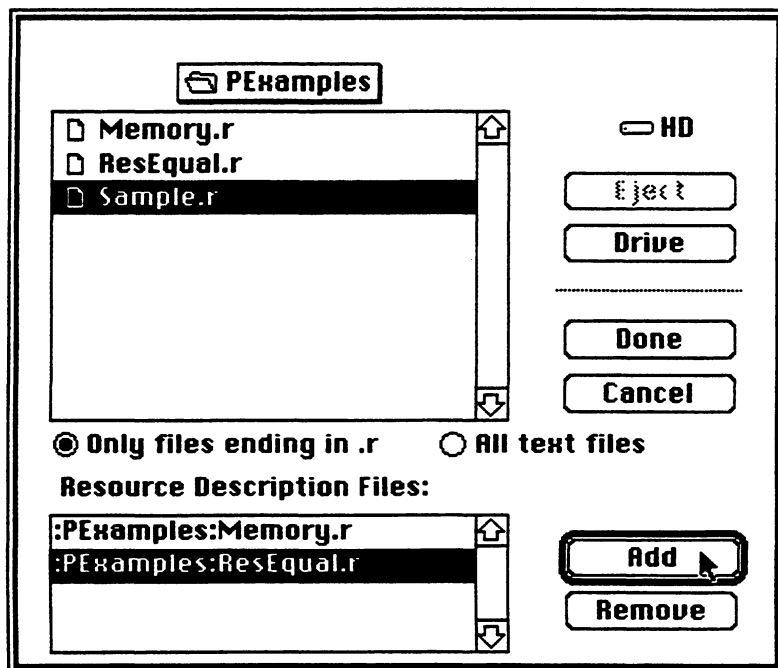 PExamples
Memory.r
ResEqual.r
Sample.r
HD
Eject
Drive
Done
Cancel
Only files ending in .r
All text files
Resource Description Files:
:PExamples:Memory.r
:PExamples:ResEqual.r
Add
Remove